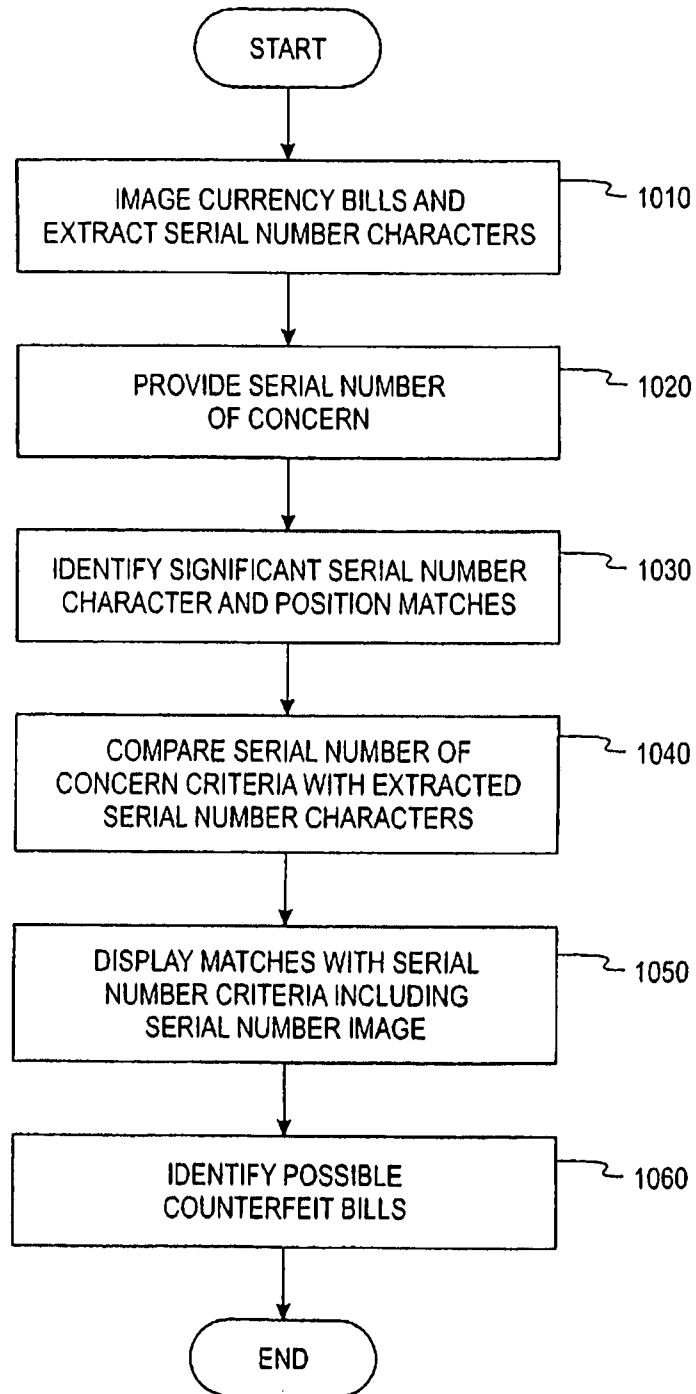 START
IMAGE CURRENCY BILLS AND
EXTRACT SERIAL NUMBER CHARACTERS
1010
PROVIDE SERIAL NUMBER
OF CONCERN
1020
IDENTIFY SIGNIFICANT SERIAL NUMBER
CHARACTER AND POSITION MATCHES
1030
COMPARE SERIAL NUMBER OF
CONCERN CRITERIA WITH EXTRACTED
SERIAL NUMBER CHARACTERS
1040
DISPLAY MATCHES WITH SERIAL
NUMBER CRITERIA INCLUDING
SERIAL NUMBER IMAGE
1050
IDENTIFY POSSIBLE
COUNTERFEIT BILLS
1060
END